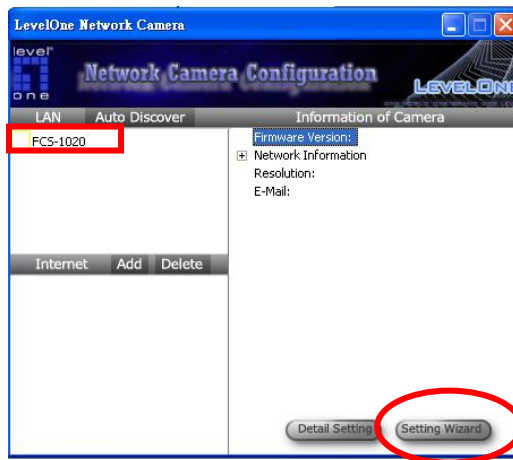 LevelOne Network Camera
level
one
Network Camera Configuration
LEVELONE
LAN Auto Discover Information of Camera
FCS-1020
Firmware Version:
Network Information
Resolution:
E-Mail:
Internet Add Delete
Detail Setting Setting Wizard